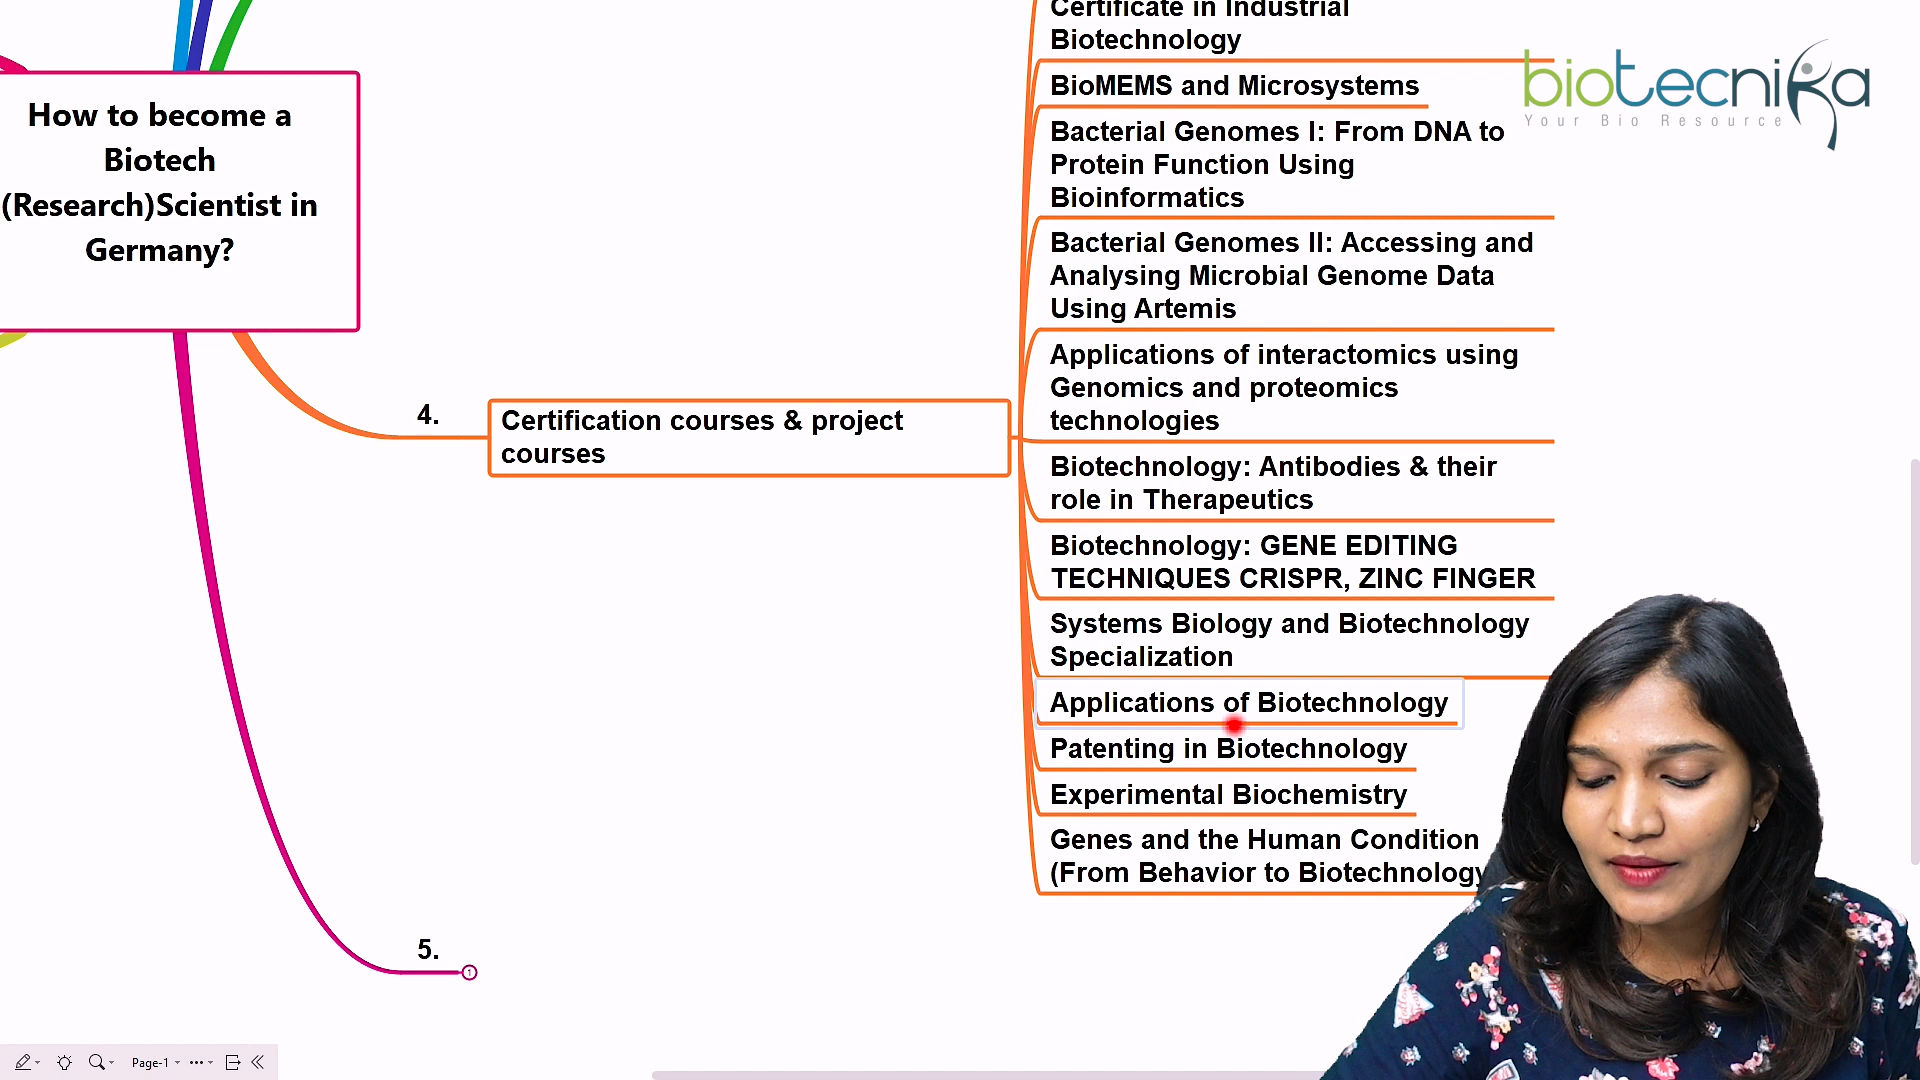 How to become a
Biotech
(Research)Scientist in
Germany?
4.
Certification courses & project
courses
Certificate in Industrial
Biotechnology
BioMEMS and Microsystems
Bacterial Genomes I: From DNA to
Protein Function Using
Bioinformatics
Bacterial Genomes II: Accessing and
Analysing Microbial Genome Data
Using Artemis
Applications of interactomics using
Genomics and proteomics
technologies
Biotechnology: Antibodies & their
role in Therapeutics
Biotechnology: GENE EDITING
TECHNIQUES CRISPR, ZINC FINGER
Systems Biology and Biotechnology
Specialization
Applications of Biotechnology
Patenting in Biotechnology
Experimental Biochemistry
Genes and the Human Condition
(From Behavior to Biotechnology
5.
1
biotecnika
Your Bio Resource
Page-1